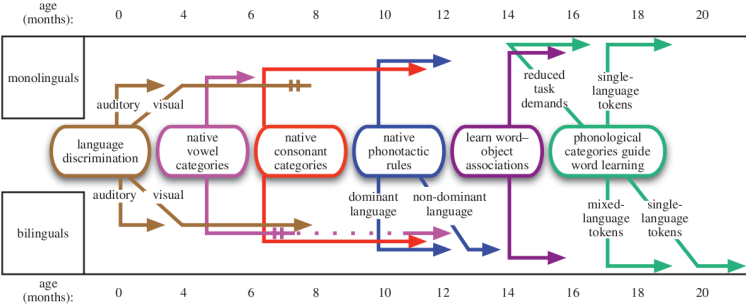 age
(months): 0 4 6 8 10 12 14 16 18 20
monolinguals
auditory visual
reduced
task
demands
single-
language
tokens
language
discrimination
native
vowel
categories
native
consonant
categories
native
phonotactic
rules
learn word–
object
associations
phonological
categories guide
word learning
auditory visual
dominant
language
non-dominant
language
mixed-
language
tokens
single-
language
tokens
bilinguals
age
(months): 0 4 6 8 10 12 14 16 18 20